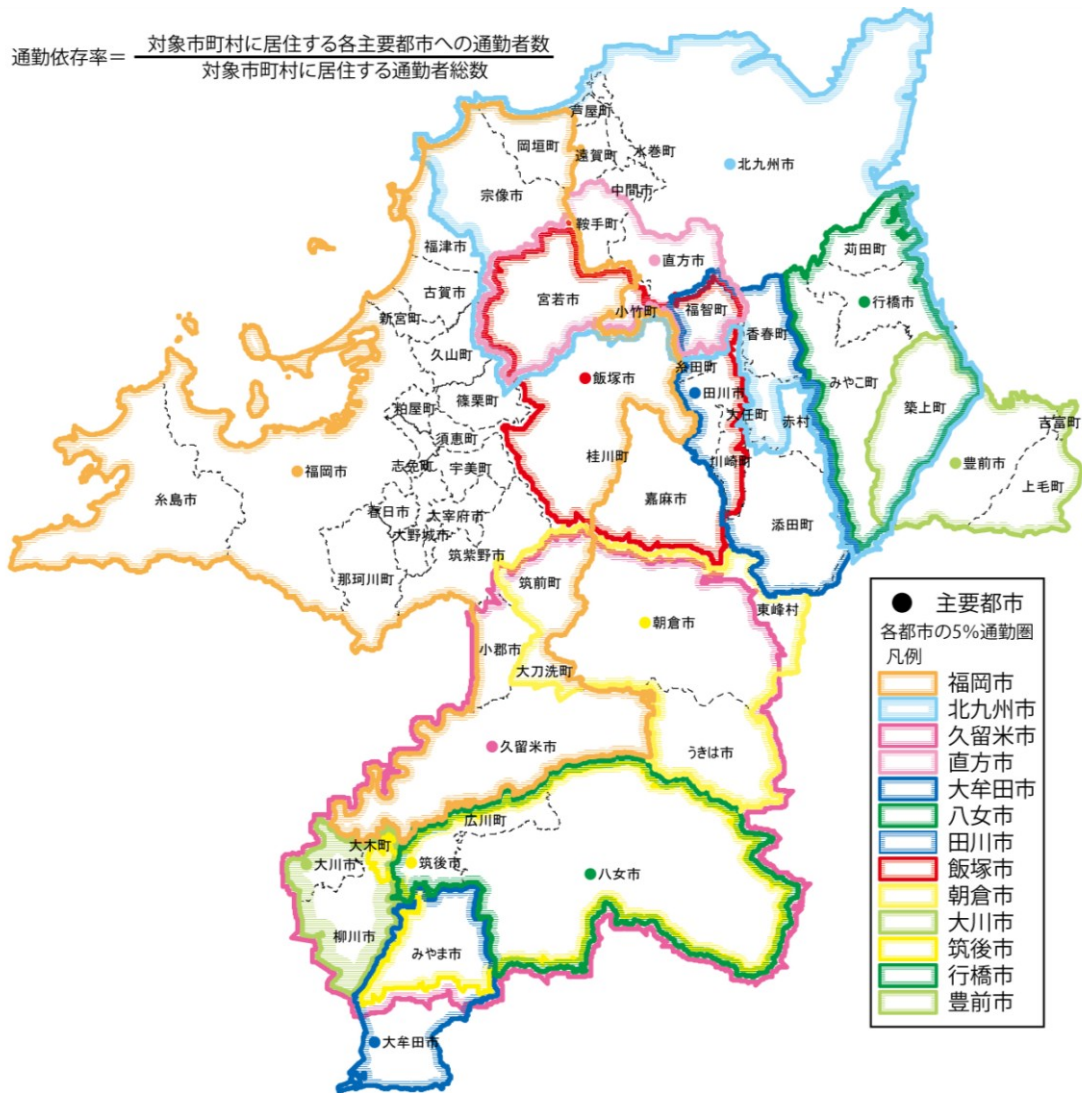 通勤依存率＝
対象市町村に居住する各主要都市への通勤者数
対象市町村に居住する通勤者総数
芦屋町
岡垣町
遠賀町
水巻町
北九州市
宗像市
中間市
鞍手町
福津市
直方市
苅田町
古賀市
宮若市
小竹町
福智町
香春町
行橋市
新宮町
久山町
糸田町
飯塚市
田川市
みやこ町
篠栗町
大任町
赤村
築上町
粕屋町
吉富町
須恵町
桂川町
川崎町
豊前市
志免町
宇美町
福岡市
上毛町
糸島市
嘉麻市
春日市
太宰府市
添田町
大野城市
筑紫野市
那珂川町
筑前町
東峰村
朝倉市
小郡市
大刀洗町
久留米市
うきは市
広川町
大木町
大川市
筑後市
八女市
柳川市
みやま市
大牟田市
主要都市
各都市の5%通勤圏
凡例
福岡市
北九州市
久留米市
直方市
大牟田市
八女市
田川市
飯塚市
朝倉市
大川市
筑後市
行橋市
豊前市